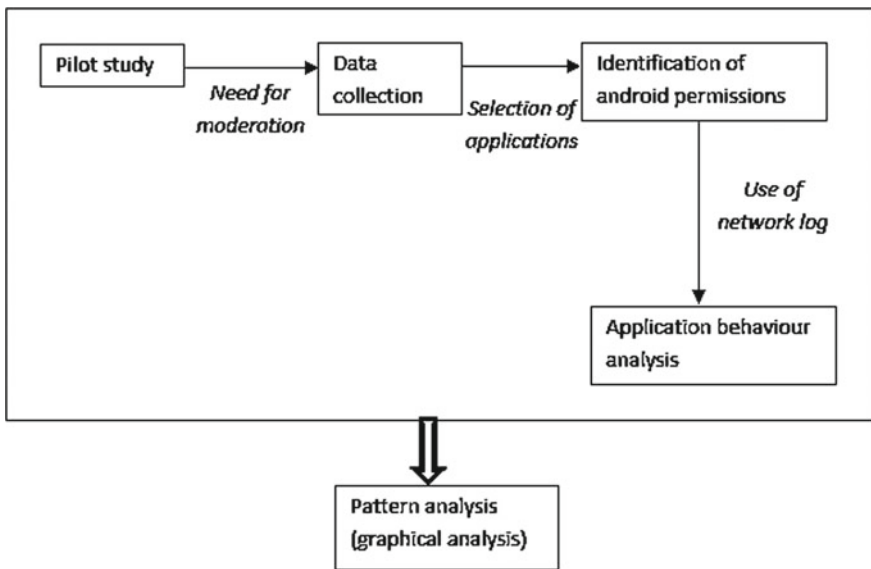 Pilot study
Need for
moderation
Data
collection
Selection of
applications
Identification of
android permissions
Use of
network log
Application behaviour
analysis
Pattern analysis
(graphical analysis)